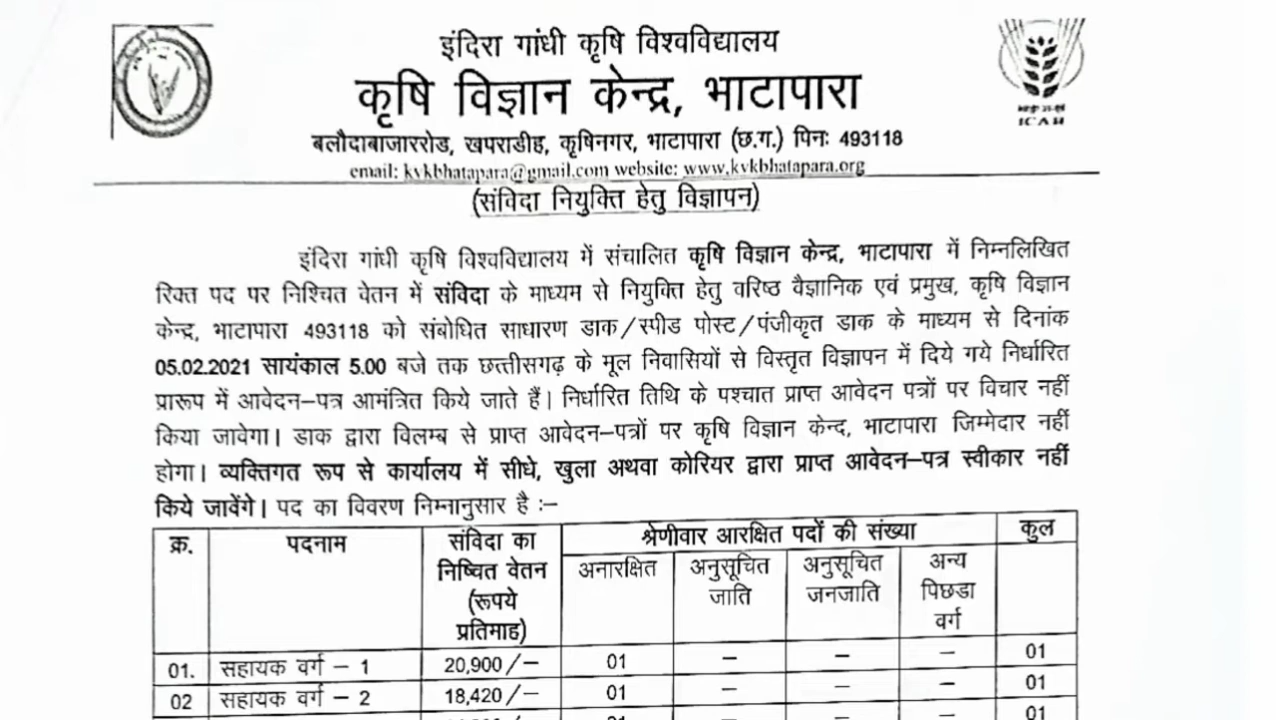 इंदिरा गांधी कृषि विश्वविद्यालय
कृषि विज्ञान केन्द्र, भाटापारा
ICAR
बलौदाबाजाररोड, खपराडीह, कृषिनगर, भाटापारा (छ.ग.) पिनः 493118
email: kvkbhatapara@gmail.com website: www.kvkbhatapara.org
(संविदा नियुक्ति हेतु विज्ञापन)
इंदिरा गांधी कृषि विश्वविद्यालय में संचालित कृषि विज्ञान केन्द्र, भाटापारा में निम्नलिखित
रिक्त पद पर निश्चित वेतन में संविदा के माध्यम से नियुक्ति हेतु वरिष्ठ वैज्ञानिक एवं प्रमुख, कृषि विज्ञान
केन्द्र, भाटापारा 493118 को संबोधित साधारण डाक/स्पीड पोस्ट/पंजीकृत डाक के माध्यम से दिनांक
05.02.2021 सायंकाल 5.00 बजे तक छत्तीसगढ़ के मूल निवासियों से विस्तृत विज्ञापन में दिये गये निर्धारित
प्रारूप में आवेदन–पत्र आमंत्रित किये जाते हैं। निर्धारित तिथि के पश्चात प्राप्त आवेदन पत्रों पर विचार नहीं
किया जावेगा। डाक द्वारा विलम्ब से प्राप्त आवेदन–पत्रों पर कृषि विज्ञान केन्द, भाटापारा जिम्मेदार नहीं
होगा। व्यक्तिगत रूप से कार्यालय में सीधे, खुला अथवा कोरियर द्वारा प्राप्त आवेदन–पत्र स्वीकार नहीं
किये जावेंगे। पद का विवरण निम्नानुसार है :–
क्र. पदनाम संविदा का निष्चित वेतन (रूपये प्रतिमाह) श्रेणीवार आरक्षित पदों की संख्या कुल
अनारक्षित अनुसूचित जाति अनुसूचित जनजाति अन्य पिछडा वर्ग
01. सहायक वर्ग – 1 20,900/– 01 – – – 01
02 सहायक वर्ग – 2 18,420/– 01 – – – 01
01